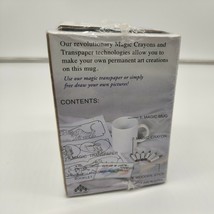 Our revolutionary Magic Crayons and
Transpaper technologies allow you to
make your own permanent art creations
on this mug.
Use our magic transpaper or simply
free draw your own pictures!
CONTENTS: